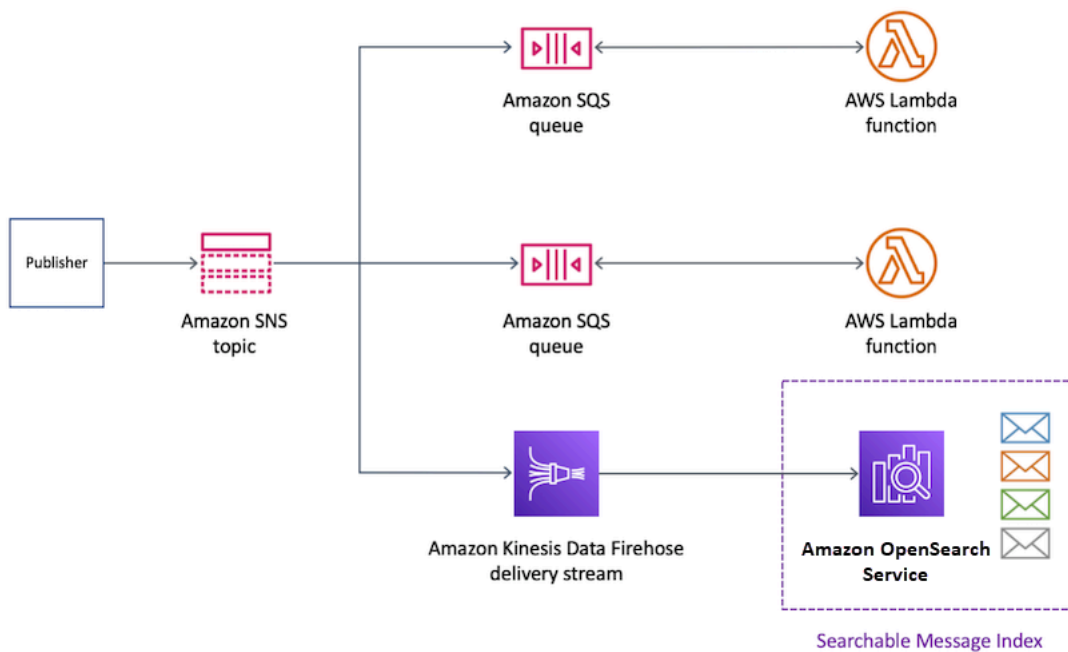 Amazon SQS
queue
AWS Lambda
function
Publisher
Amazon SNS
topic
Amazon SQS
queue
AWS Lambda
function
Amazon Kinesis Data Firehose
delivery stream
Amazon OpenSearch
Service
Searchable Message Index